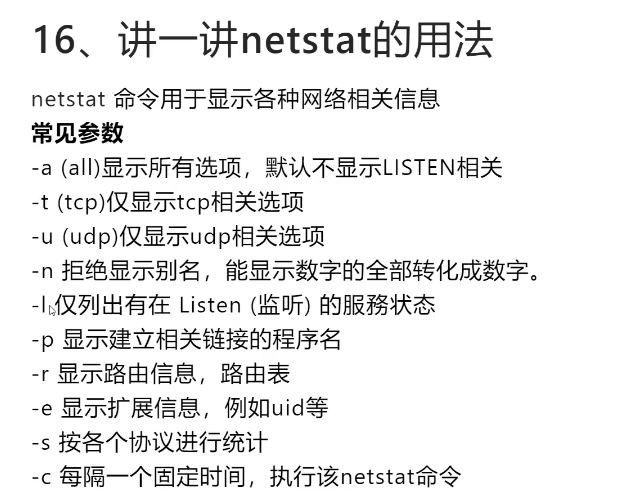 16、讲一讲netstat的用法
netstat 命令用于显示各种网络相关信息
常见参数
-a (all)显示所有选项，默认不显示LISTEN相关
-t (tcp)仅显示tcp相关选项
-u (udp)仅显示udp相关选项
-n 拒绝显示别名，能显示数字的全部转化成数字。
-l 仅列出有在 Listen (监听) 的服務状态
-p 显示建立相关链接的程序名
-r 显示路由信息，路由表
-e 显示扩展信息，例如uid等
-s 按各个协议进行统计
-c 每隔一个固定时间，执行该netstat命令